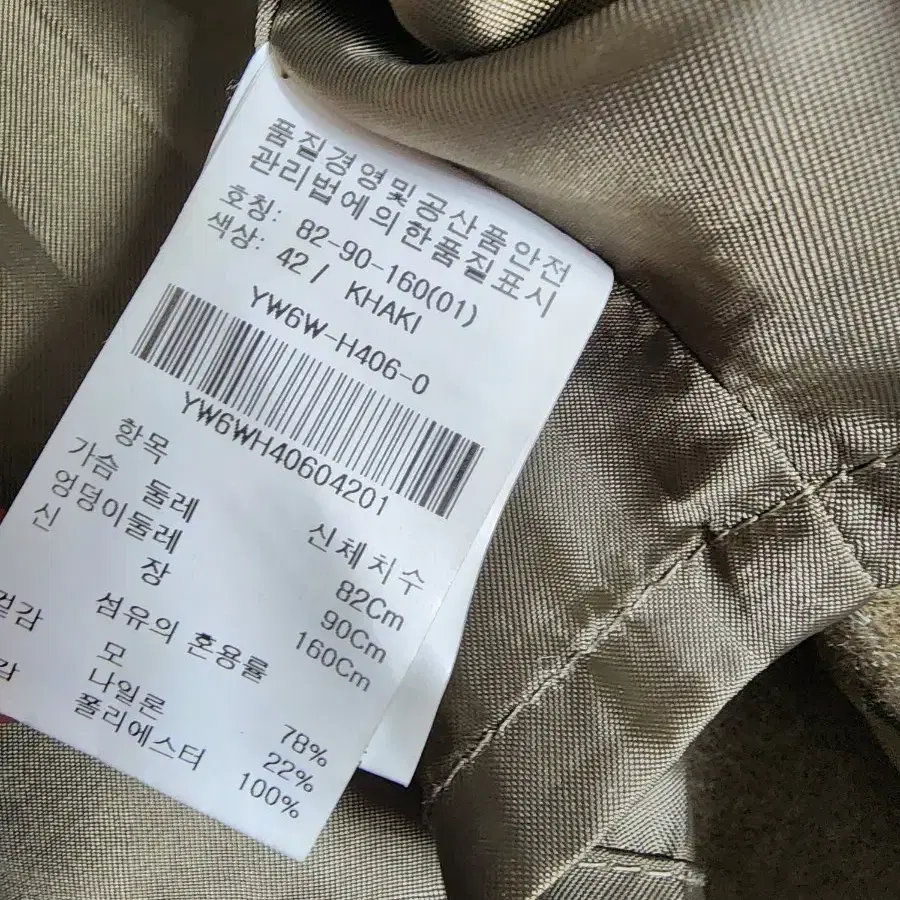 품질경영및공산품안전
관리법에의한품질표시
호칭: 82-90-160(01)
색상: 42 / KHAKI
YW6W-H406-0
YW6WH40604201
항목 신체치수
가슴 둘레 82Cm
엉덩이둘레 90Cm
신 장 160Cm
섬유의 혼용률
겉감 모 78%
나일론 22%
감 폴리에스터 100%